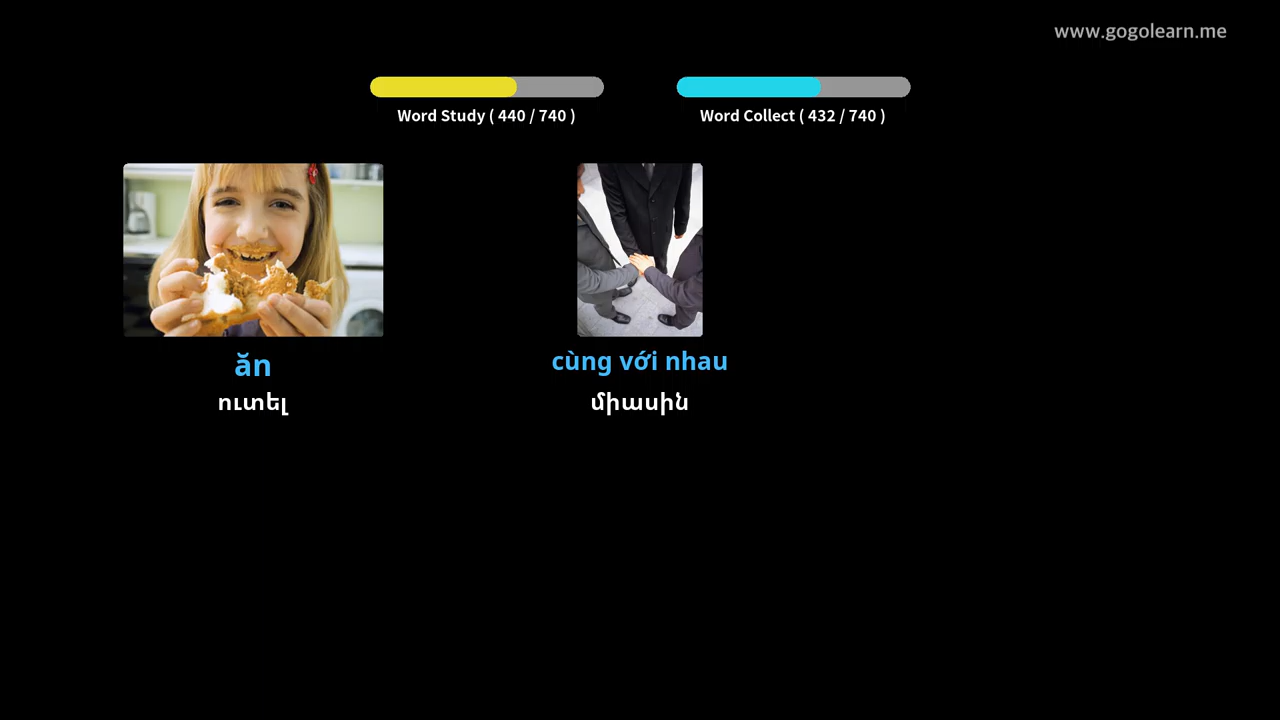 www.gogolearn.me
Word Study ( 440 / 740 )
Word Collect ( 432 / 740 )
ăn
ուտել
cùng với nhau
միասին